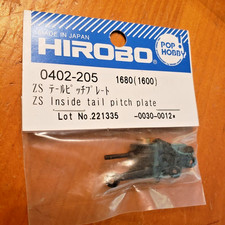 MADE IN JAPAN
HIROBO
POP
HOBBY
0402-205
1680(1600)
ZS テールピッチプレート
ZS Inside tail pitch plate
Lot No.221335
-0030-0012*